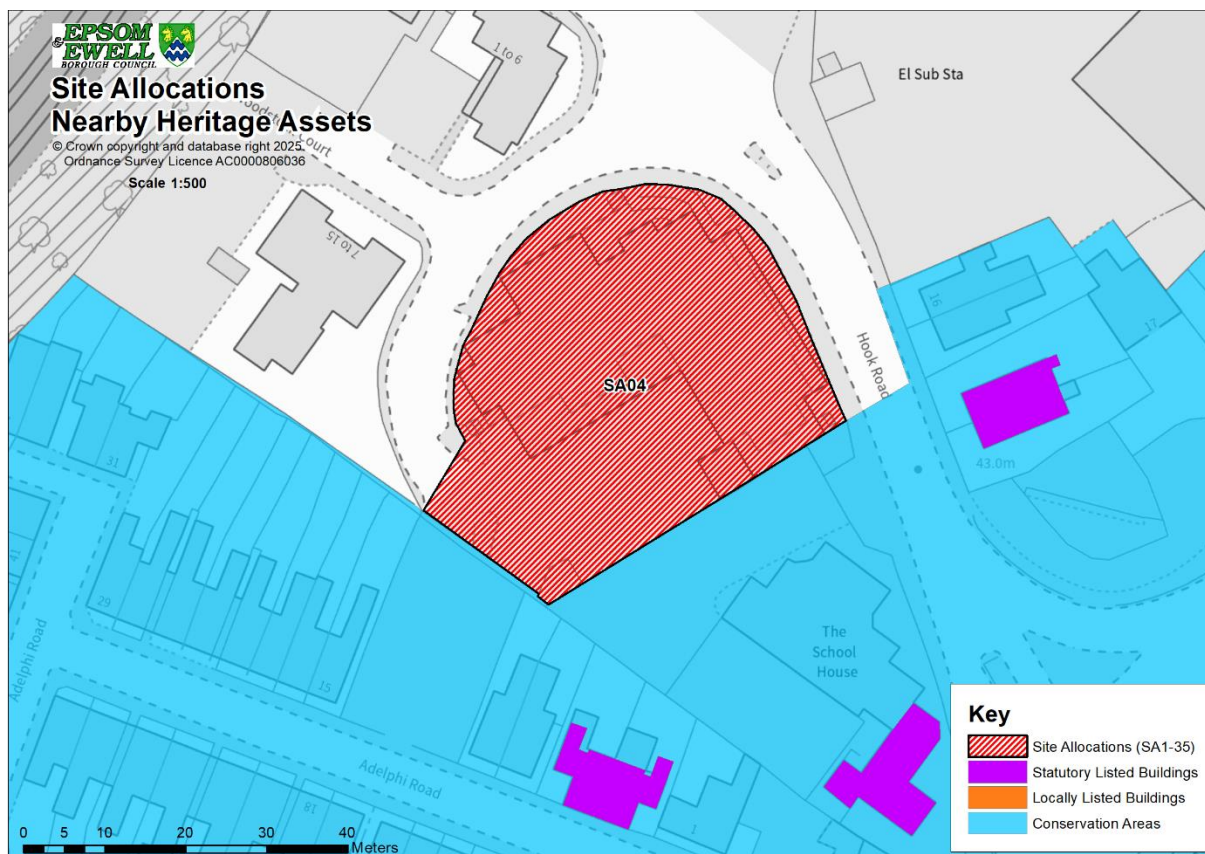 EPSOM
& EWELL
BOROUGH COUNCIL
Site Allocations
Nearby Heritage Assets
© Crown copyright and database right 2025.
Ordnance Survey Licence AC0000806036
Scale 1:500
Court
1 to 6
El Sub Sta
7 to 15
SA04
Hook Road
16
17
43.0m
31
41
29
15
Adelphi Road
The
School
House
Adelphi Road
18
1
Key
Site Allocations (SA1-35)
Statutory Listed Buildings
Locally Listed Buildings
Conservation Areas
0 5 10 20 30 40
Meters